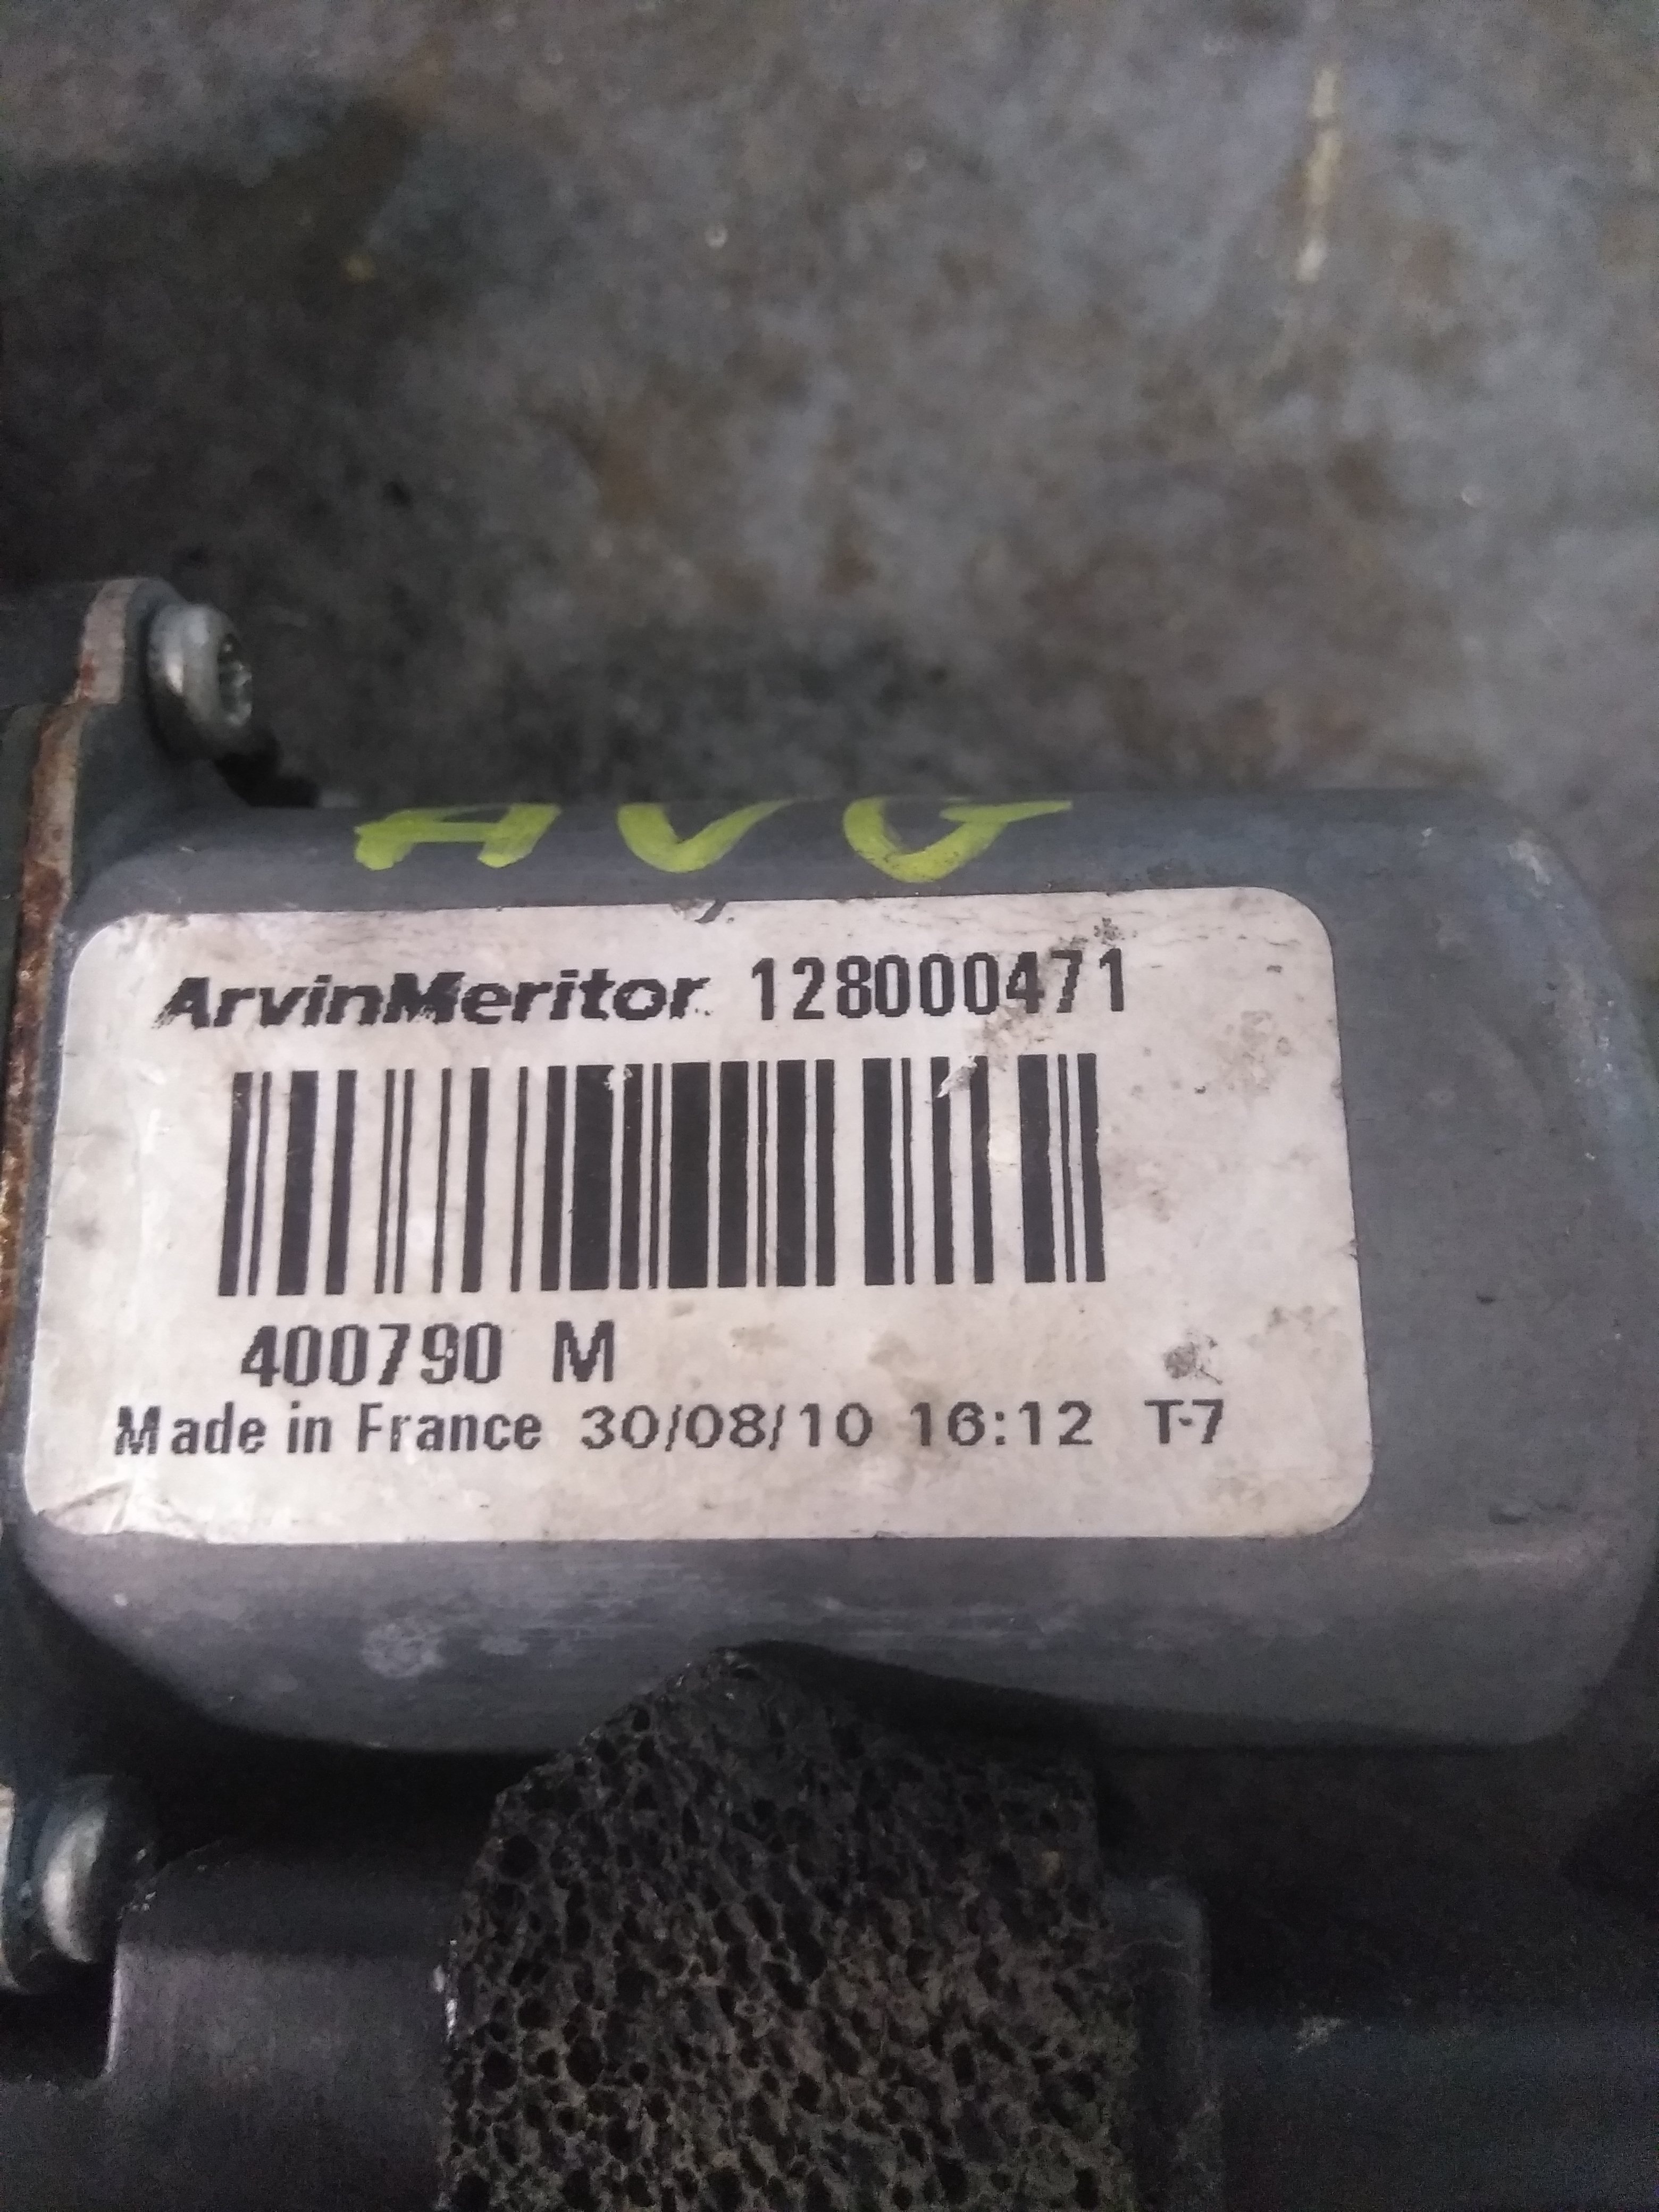 AVG
ArvinMeritor 128000471
400790 M
Made in France 30/08/10 16:12 T-7